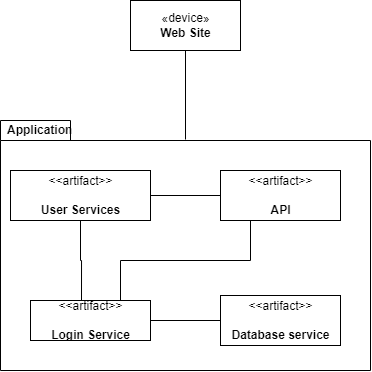 «device»
Web Site
Application
<<artifact>>
User Services
<<artifact>>
API
<<artifact>>
Login Service
<<artifact>>
Database service